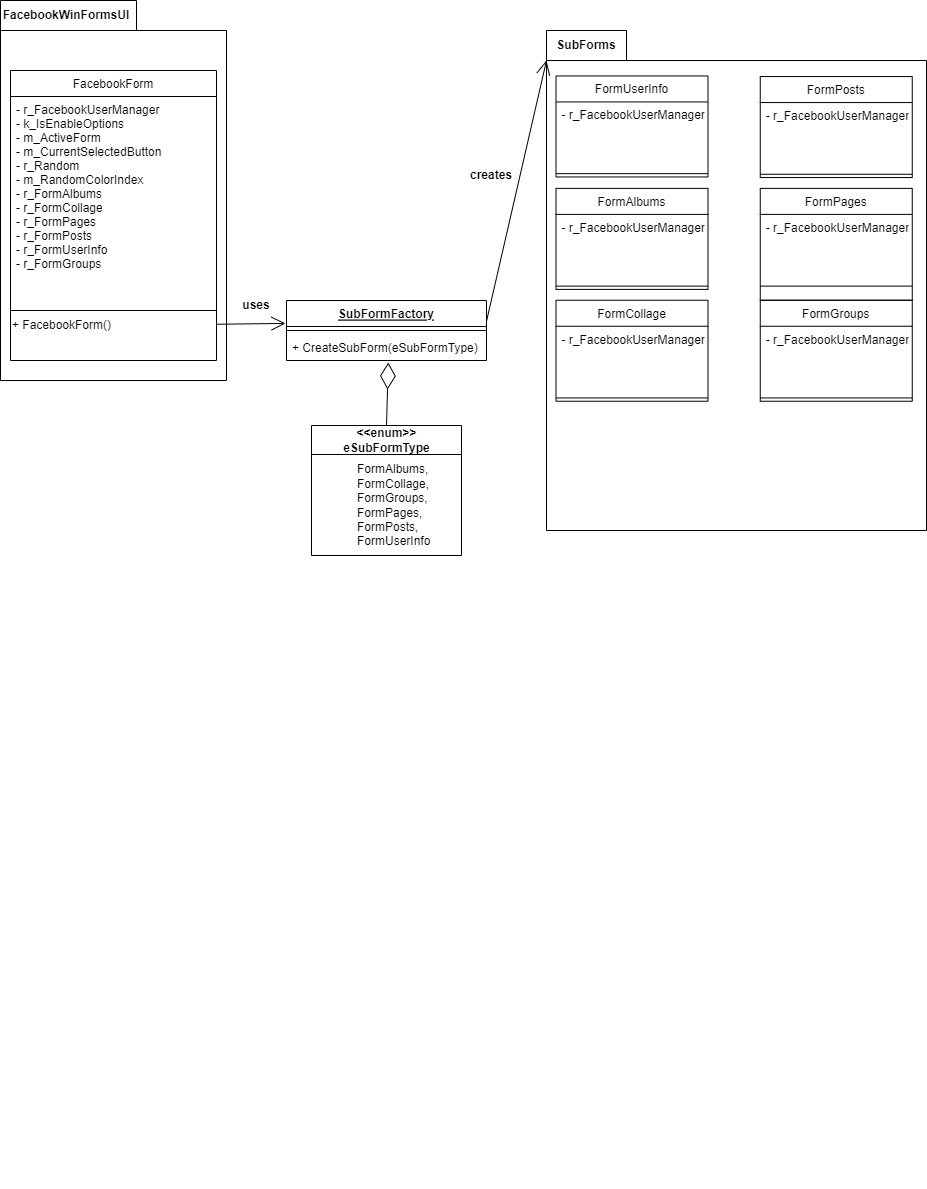 FacebookWinFormsUI
FacebookForm
- r_FacebookUserManager
- k_IsEnableOptions
- m_ActiveForm
- m_CurrentSelectedButton
- r_Random
- m_RandomColorIndex
- r_FormAlbums
- r_FormCollage
- r_FormPages
- r_FormPosts
- r_FormUserInfo
- r_FormGroups
+ FacebookForm()
uses
SubFormFactory
+ CreateSubForm(eSubFormType)
<<enum>>
eSubFormType
FormAlbums,
FormCollage,
FormGroups,
FormPages,
FormPosts,
FormUserInfo
creates
SubForms
FormUserInfo
- r_FacebookUserManager
FormPosts
- r_FacebookUserManager
FormAlbums
- r_FacebookUserManager
FormPages
- r_FacebookUserManager
FormCollage
- r_FacebookUserManager
FormGroups
- r_FacebookUserManager